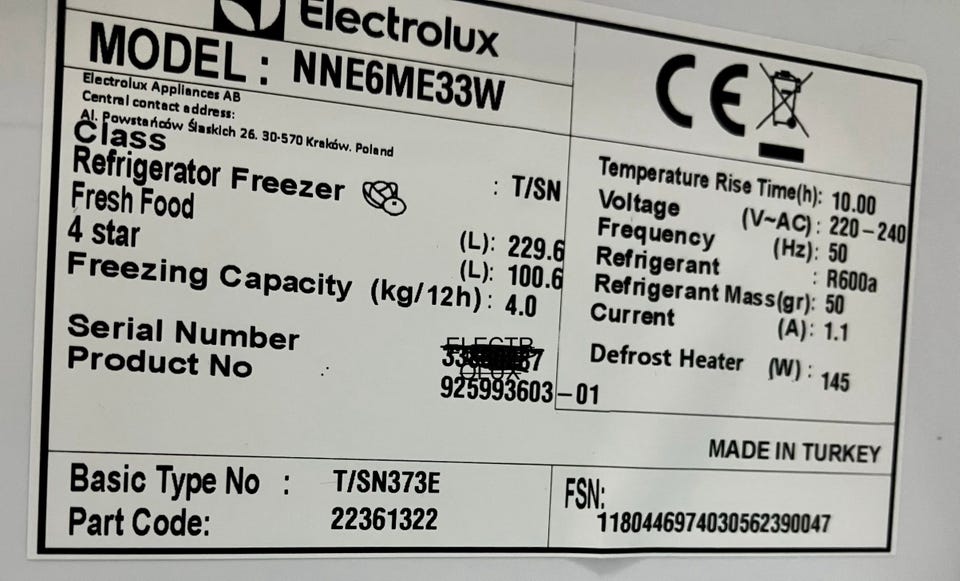 Electrolux
MODEL : NNE6ME33W
Electrolux Appliances AB
Central contact address:
Al. Powstańców Śląskich 26. 30-570 Kraków. Poland
Class : T/SN
Refrigerator Freezer
Fresh Food (L): 229.6
4 star (L): 100.6
Freezing Capacity (kg/12h): 4.0
Serial Number
ELECTR
OLUX
Product No : 925993603-01
CE
Temperature Rise Time(h): 10.00
Voltage (V~AC): 220-240
Frequency (Hz): 50
Refrigerant : R600a
Refrigerant Mass(gr): 50
Current (A): 1.1
Defrost Heater (W): 145
MADE IN TURKEY
Basic Type No : T/SN373E
Part Code: 22361322
FSN:
1180446974030562390047